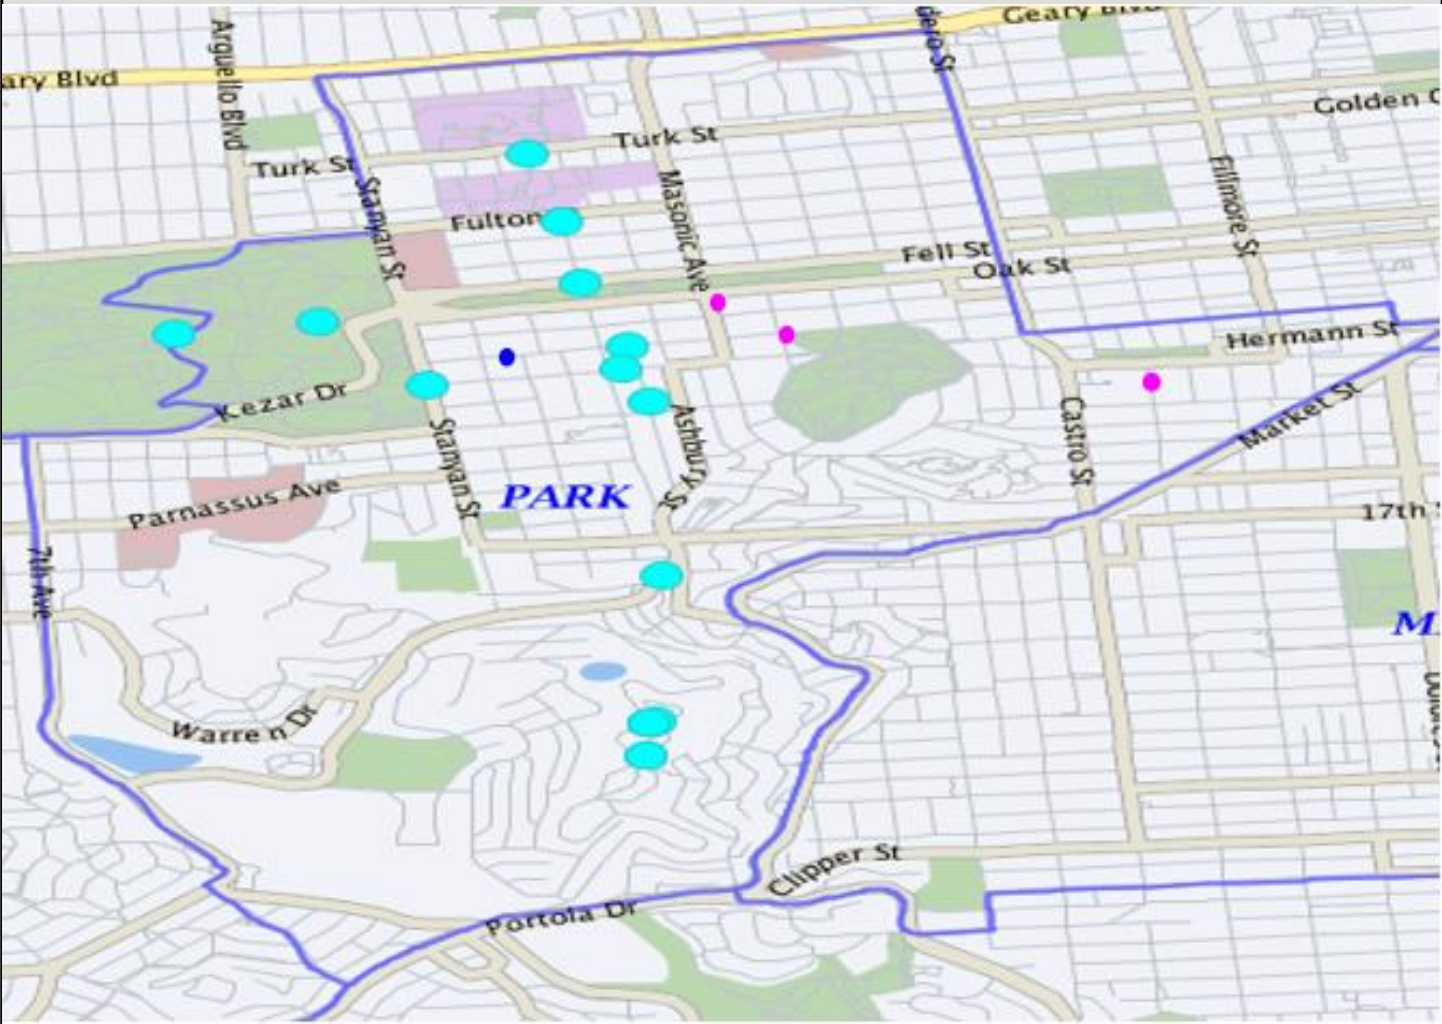 Geary Blvd
ary Blvd
Arguello Blvd
dero St
Golden G
Turk St
Turk St
Stanyan St
Masonic Ave
Fillmore St
Fulton
Fell St
Oak St
Hermann St
Kezar Dr
Market St
Castro St
Ashbury St
Stanyan St
PARK
Parnassus Ave
17th S
7th Ave
M
Warren Dr
Clipper St
Portola Dr